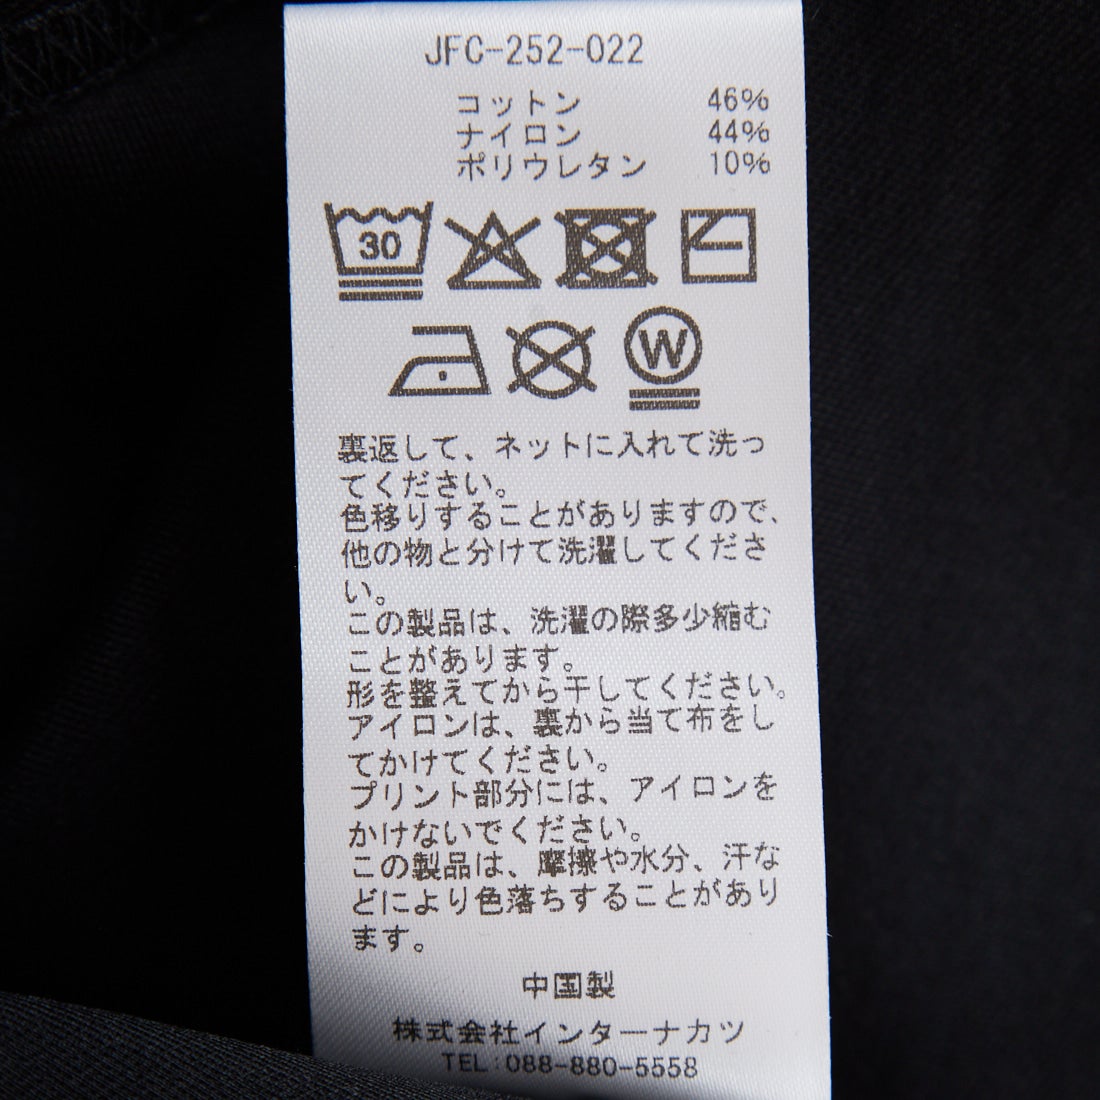 JFC-252-022
コットン 46%
ナイロン 44%
ポリウレタン 10%
30
W
裏返して、ネットに入れて洗っ
てください。
色移りすることがありますので、
他の物と分けて洗濯してくださ
い。
この製品は、洗濯の際多少縮む
ことがあります。
形を整えてから干してください。
アイロンは、裏から当て布をし
てかけてください。
プリント部分には、アイロンを
かけないでください。
この製品は、摩擦や水分、汗な
どにより色落ちすることがあり
ます。
中国製
株式会社インターナカツ
TEL:088-880-5558